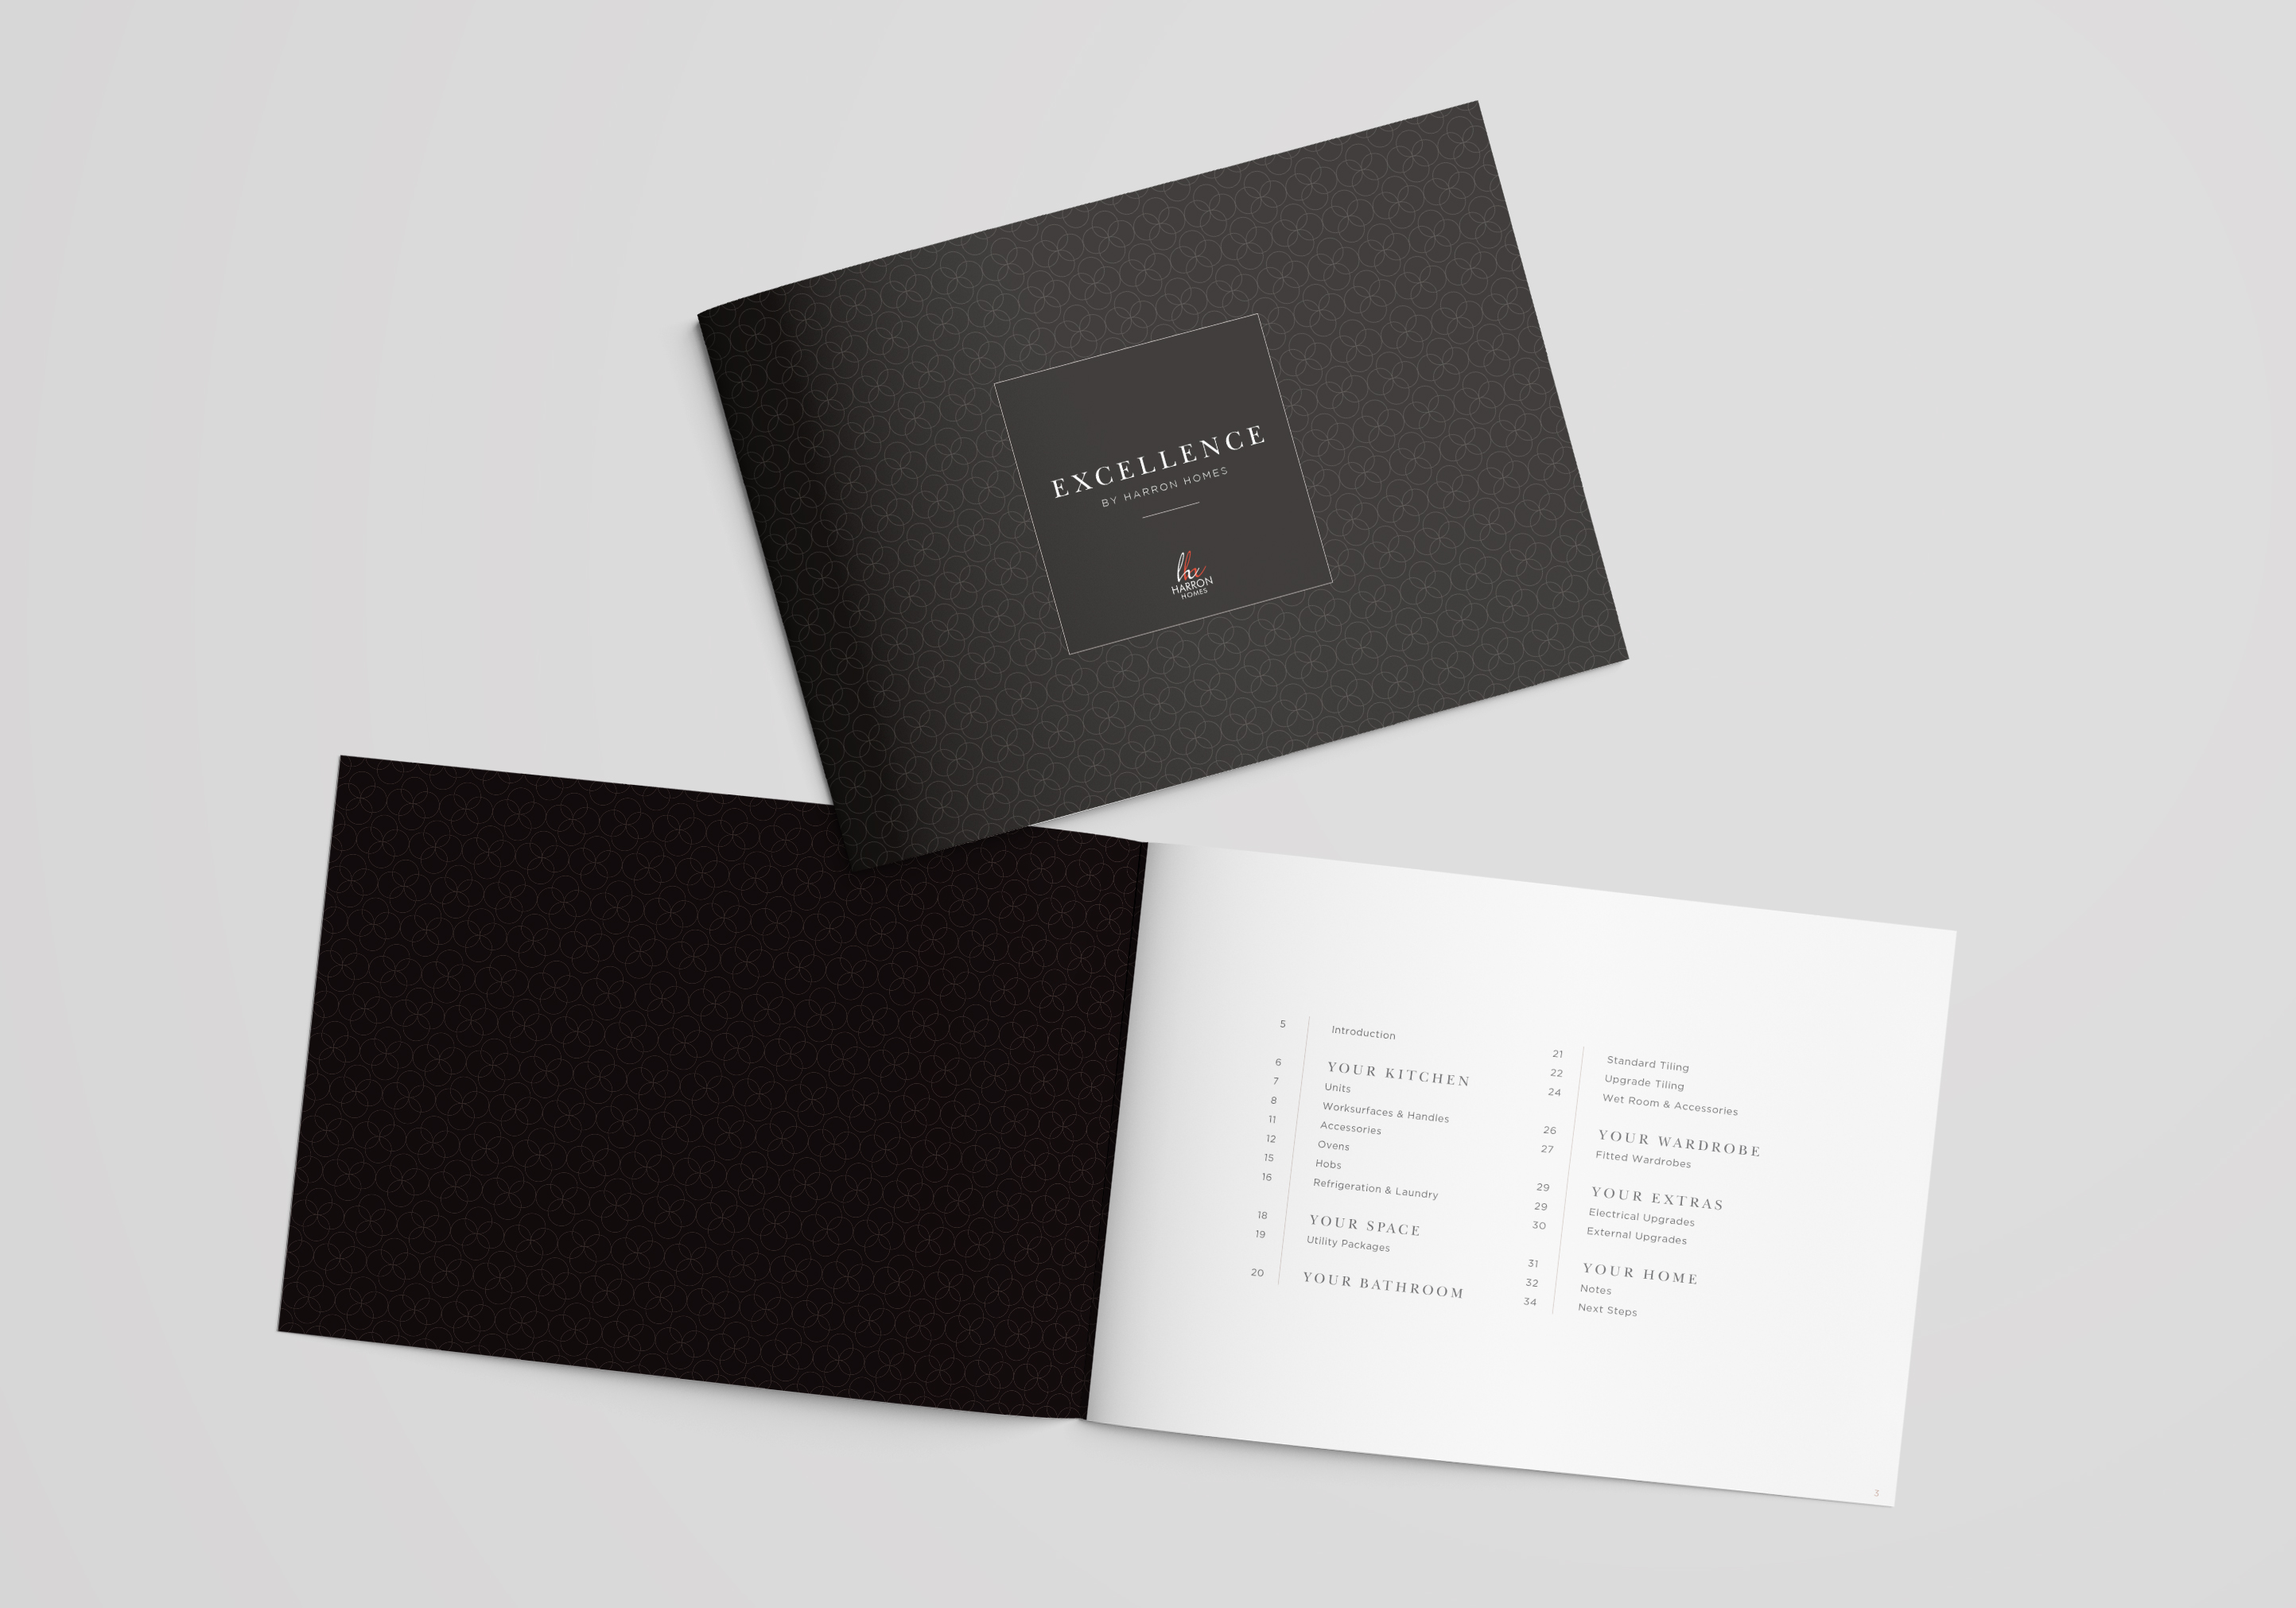 EXCELLENCE
BY HARRON HOMES
hx
HARRON
HOMES
5 Introduction
6 YOUR KITCHEN
7 Units
8 Worksurfaces & Handles
11 Accessories
12 Ovens
15 Hobs
16 Refrigeration & Laundry
18 YOUR SPACE
19 Utility Packages
20 YOUR BATHROOM
21 Standard Tiling
22 Upgrade Tiling
24 Wet Room & Accessories
26 YOUR WARDROBE
27 Fitted Wardrobes
29 YOUR EXTRAS
29 Electrical Upgrades
30 External Upgrades
31 YOUR HOME
32 Notes
34 Next Steps
3